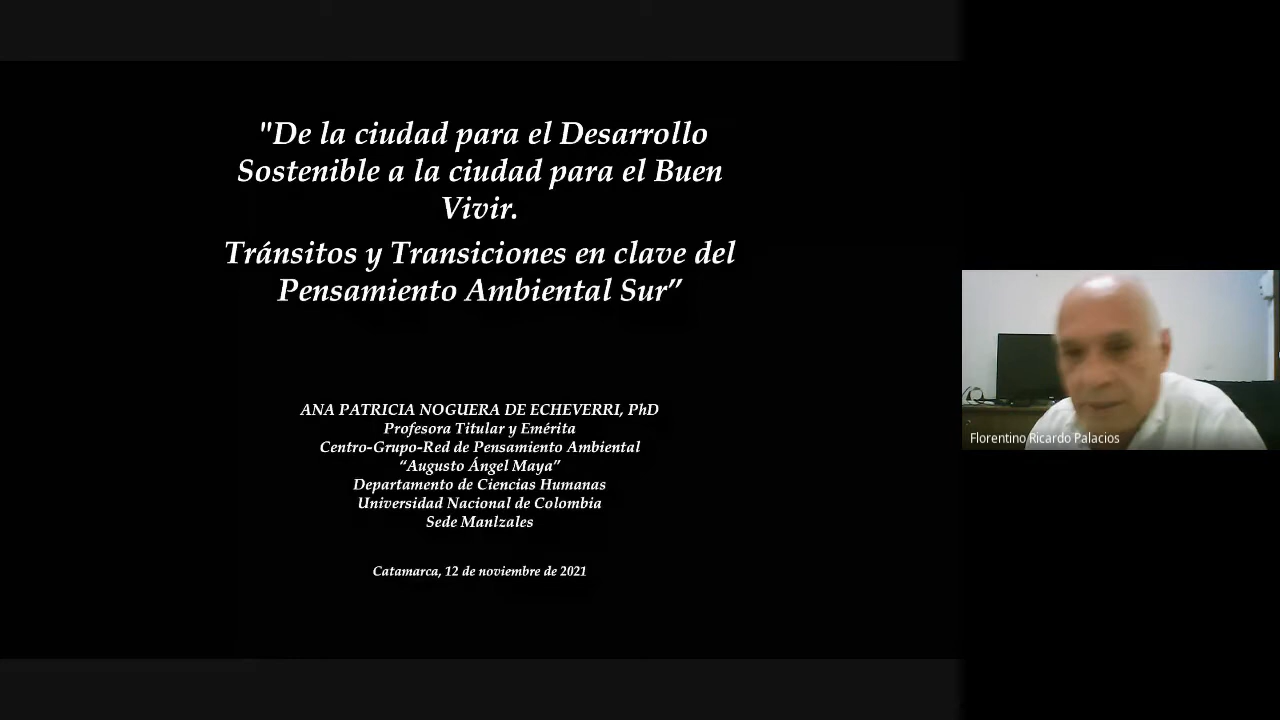 "De la ciudad para el Desarrollo
Sostenible a la ciudad para el Buen
Vivir.
Tránsitos y Transiciones en clave del
Pensamiento Ambiental Sur”
ANA PATRICIA NOGUERA DE ECHEVERRI, PhD
Profesora Titular y Emérita
Centro-Grupo-Red de Pensamiento Ambiental
“Augusto Ángel Maya”
Departamento de Ciencias Humanas
Universidad Nacional de Colombia
Sede Manlzales
Catamarca, 12 de noviembre de 2021
Florentino Ricardo Palacios